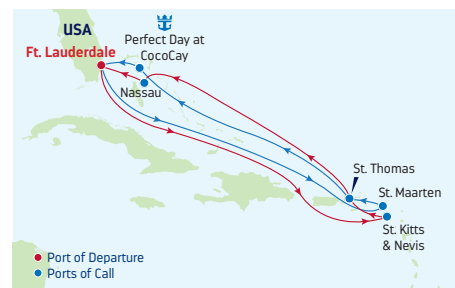 USA
Perfect Day at
CocoCay
Ft. Lauderdale
Nassau
St. Thomas
St. Maarten
St. Kitts
& Nevis
Port of Departure
Ports of Call